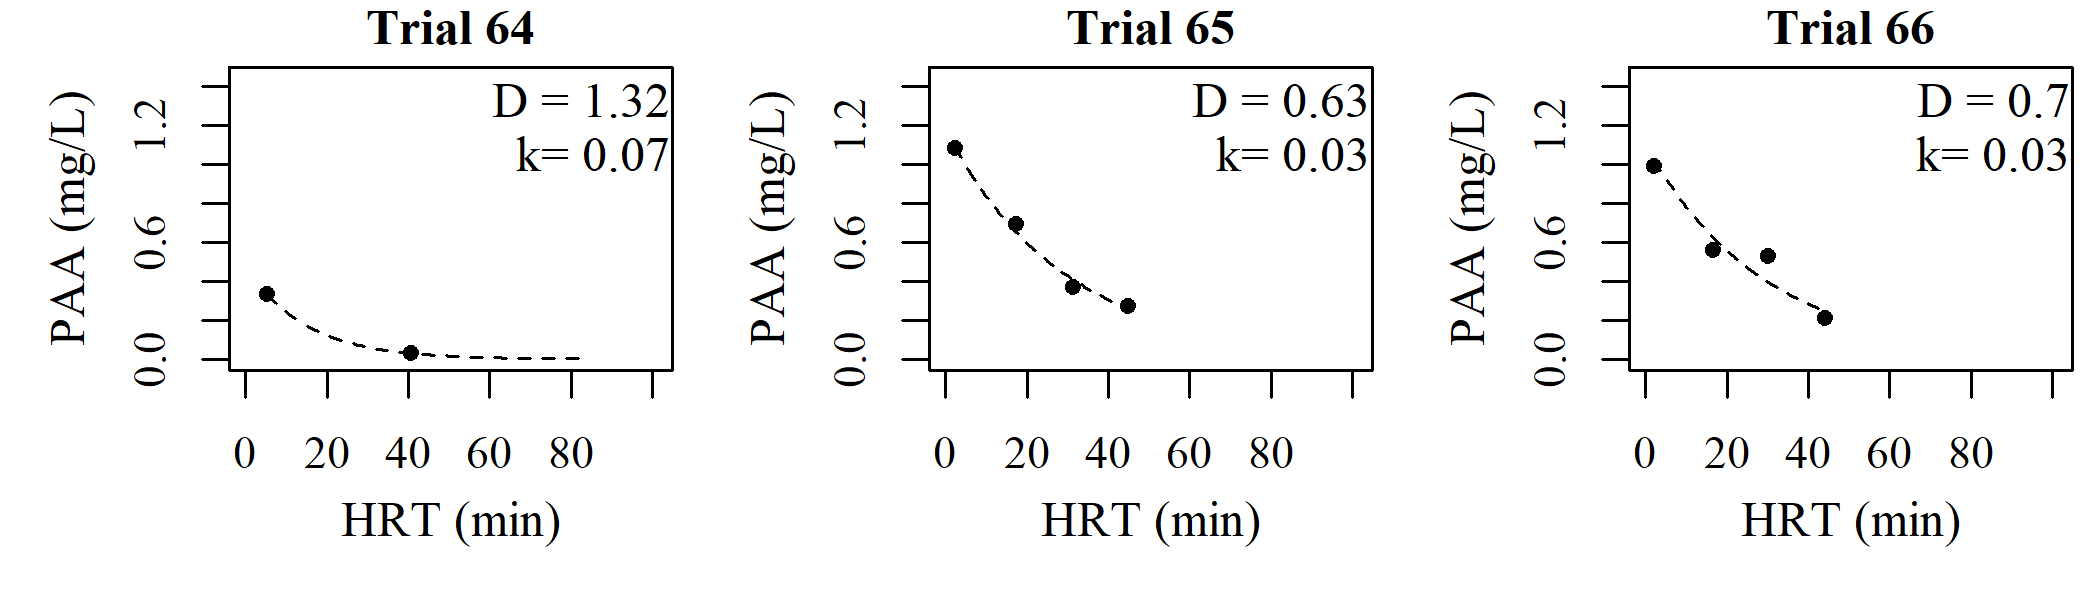 Trial 64
D = 1.32
k= 0.07
PAA (mg/L)
0.0 0.6 1.2
0 20 40 60 80
HRT (min)
Trial 65
D = 0.63
k= 0.03
PAA (mg/L)
0.0 0.6 1.2
0 20 40 60 80
HRT (min)
Trial 66
D = 0.7
k= 0.03
PAA (mg/L)
0.0 0.6 1.2
0 20 40 60 80
HRT (min)